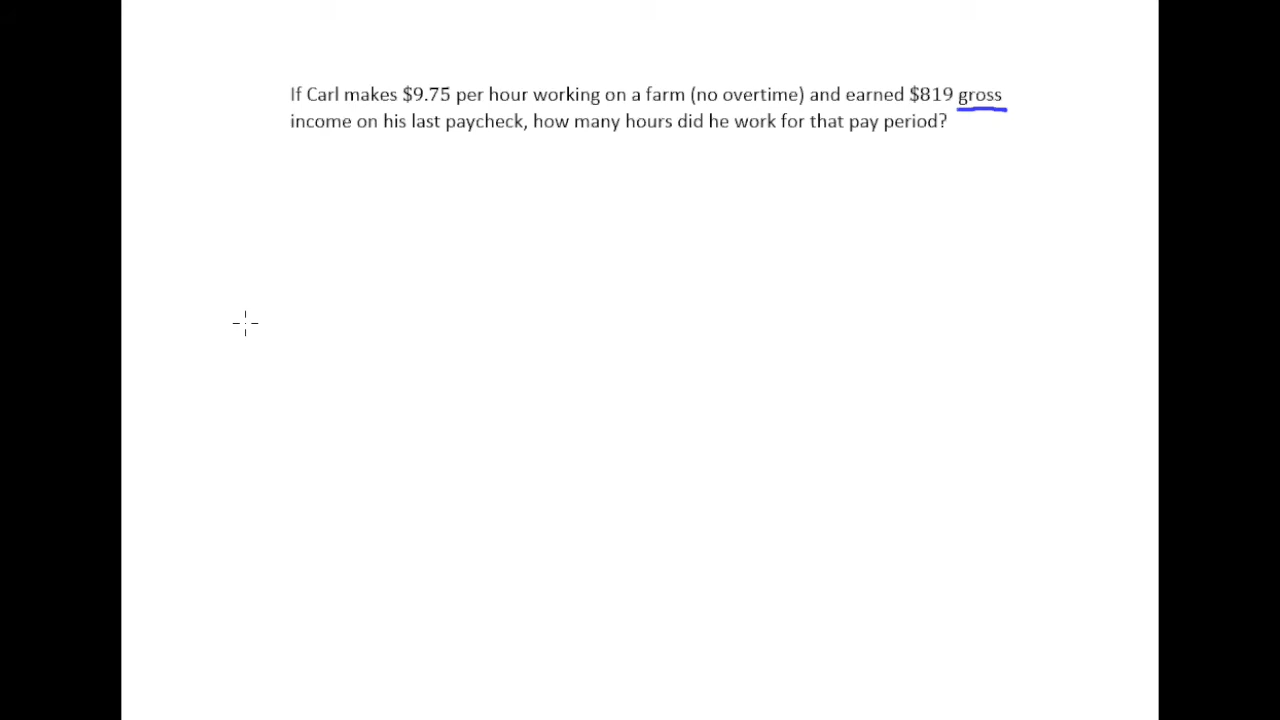 If Carl makes $9.75 per hour working on a farm (no overtime) and earned $819 gross
income on his last paycheck, how many hours did he work for that pay period?